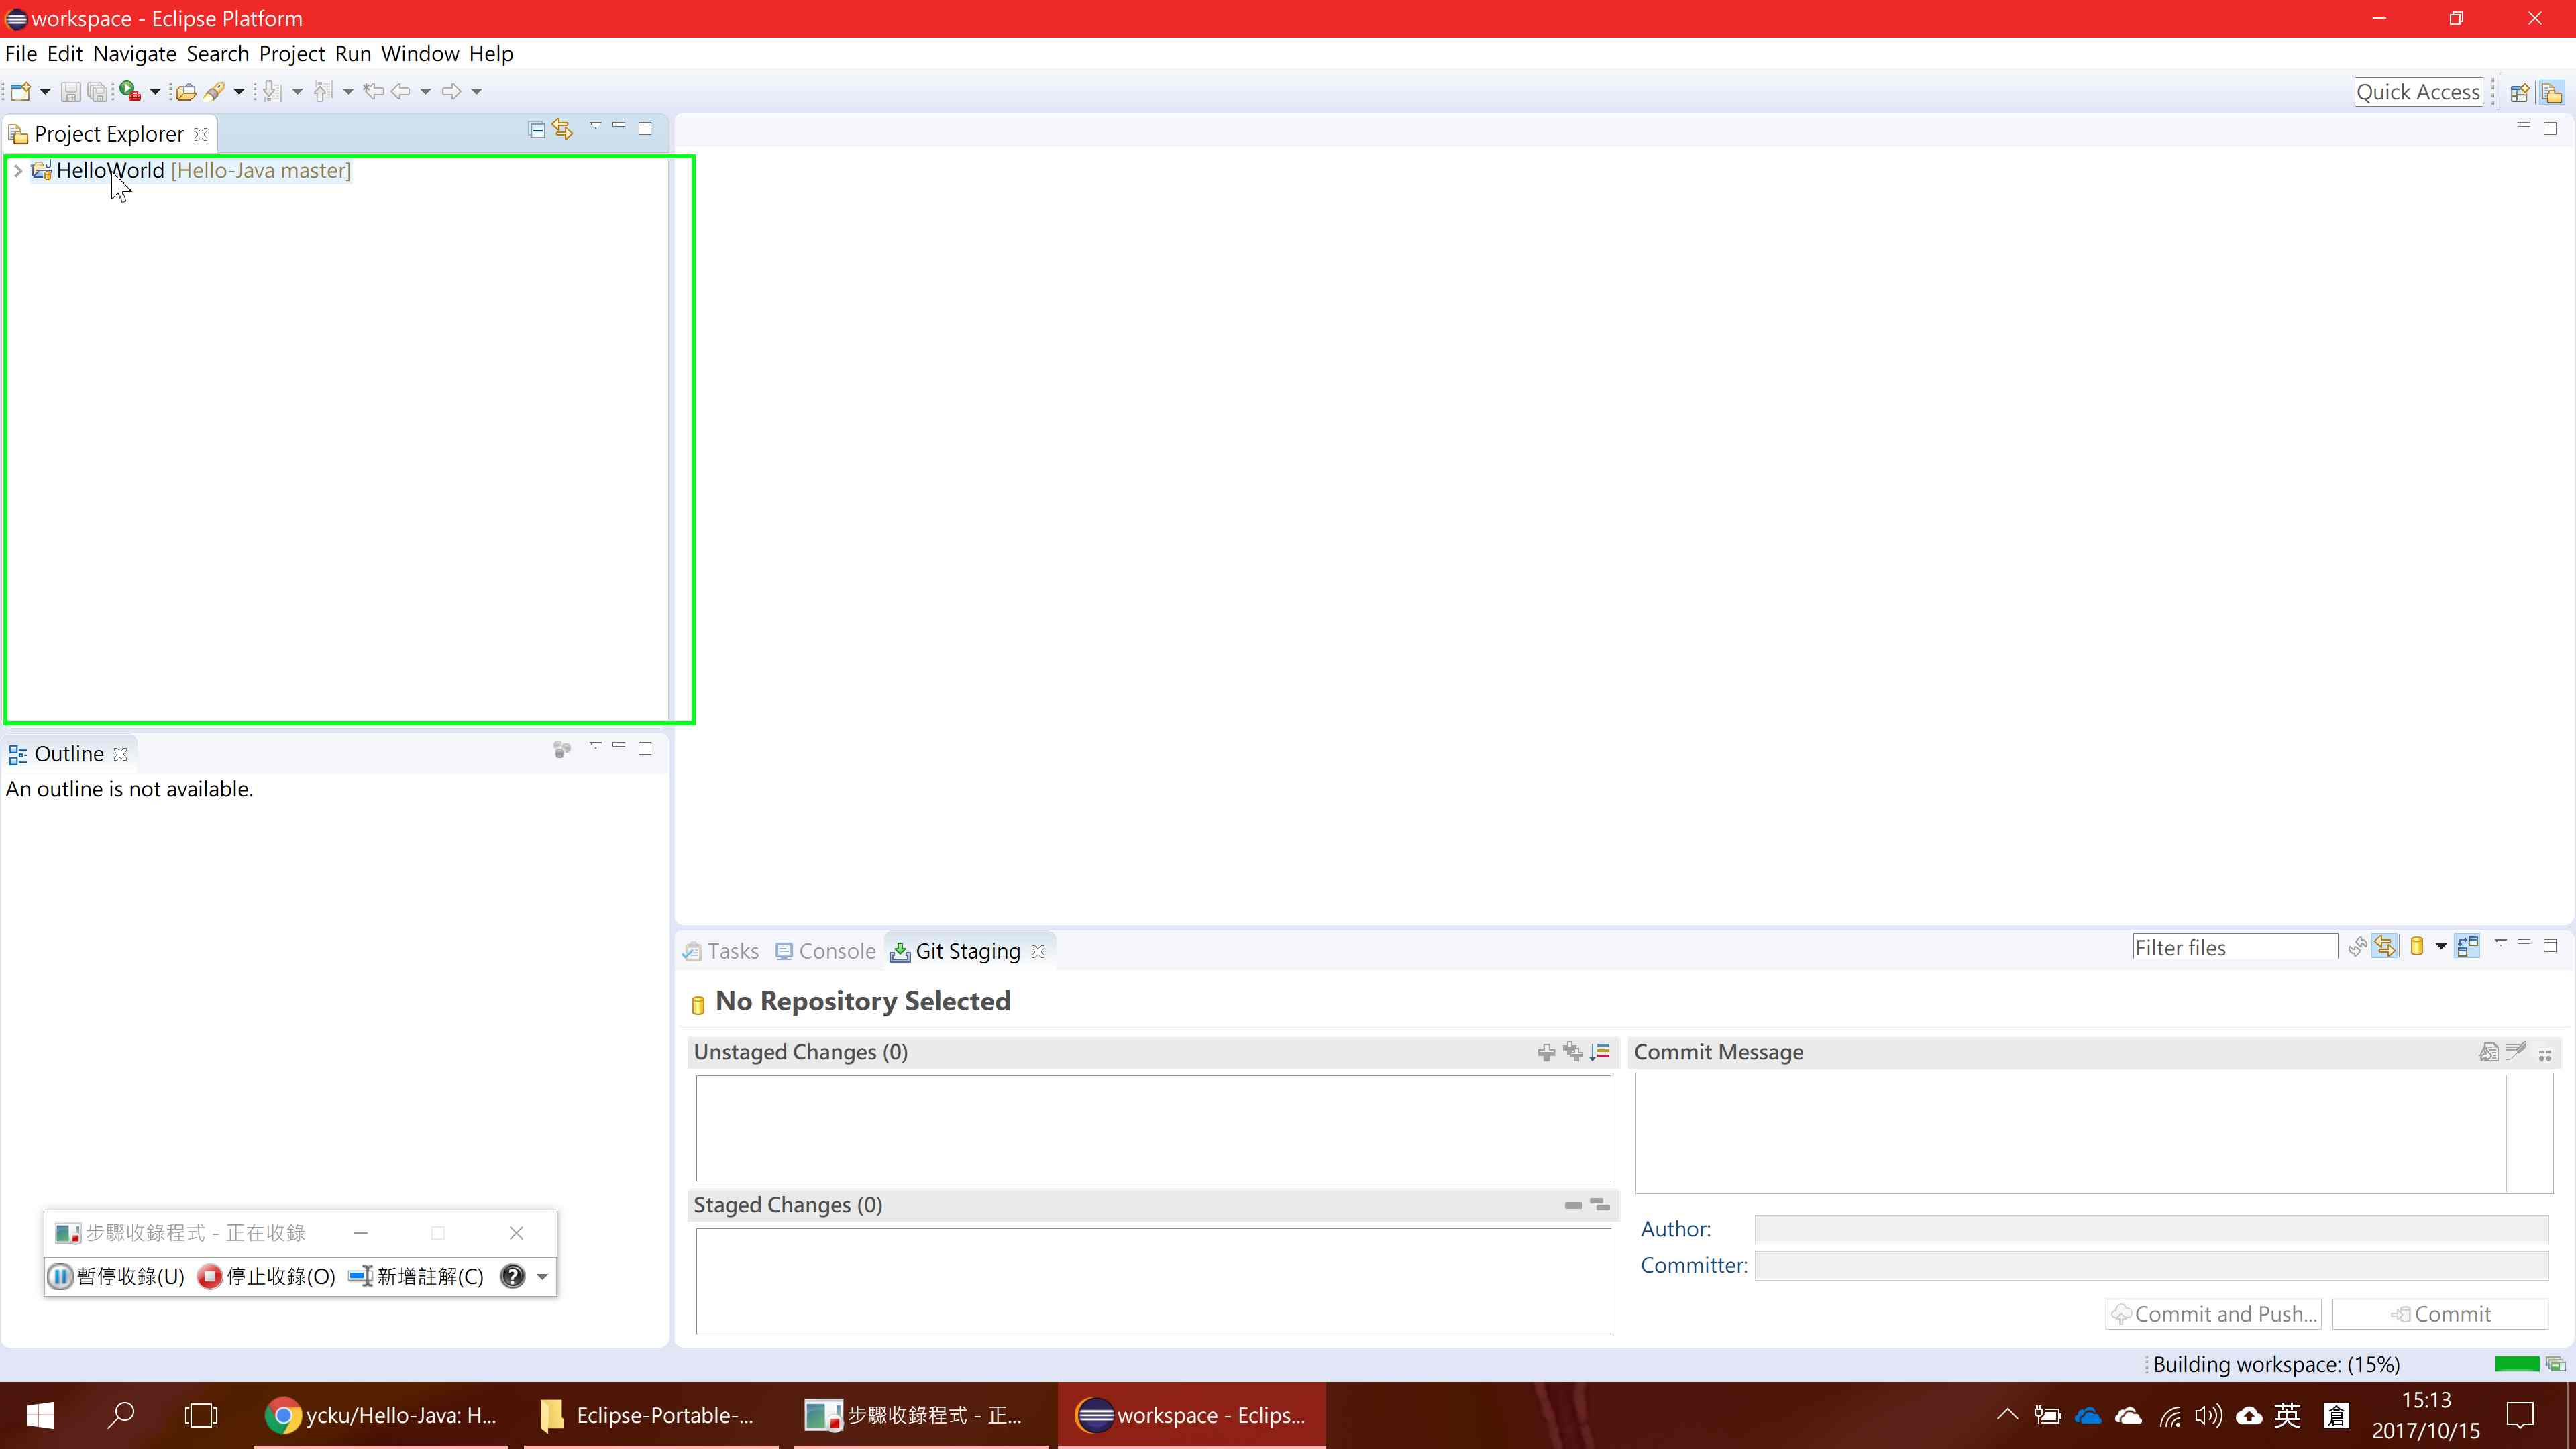 workspace - Eclipse Platform
File Edit Navigate Search Project Run Window Help
Quick Access
Project Explorer
HelloWorld [Hello-Java master]
Outline
An outline is not available.
Tasks Console Git Staging
Filter files
No Repository Selected
Unstaged Changes (0)
Commit Message
Staged Changes (0)
Author:
Committer:
Commit and Push...
Commit
步驟收錄程式 - 正在收錄
暫停收錄(U) 停止收錄(O) 新增註解(C)
Building workspace: (15%)
ycku/Hello-Java: H...
Eclipse-Portable-...
步驟收錄程式 - 正...
workspace - Eclips...
英
倉
15:13
2017/10/15